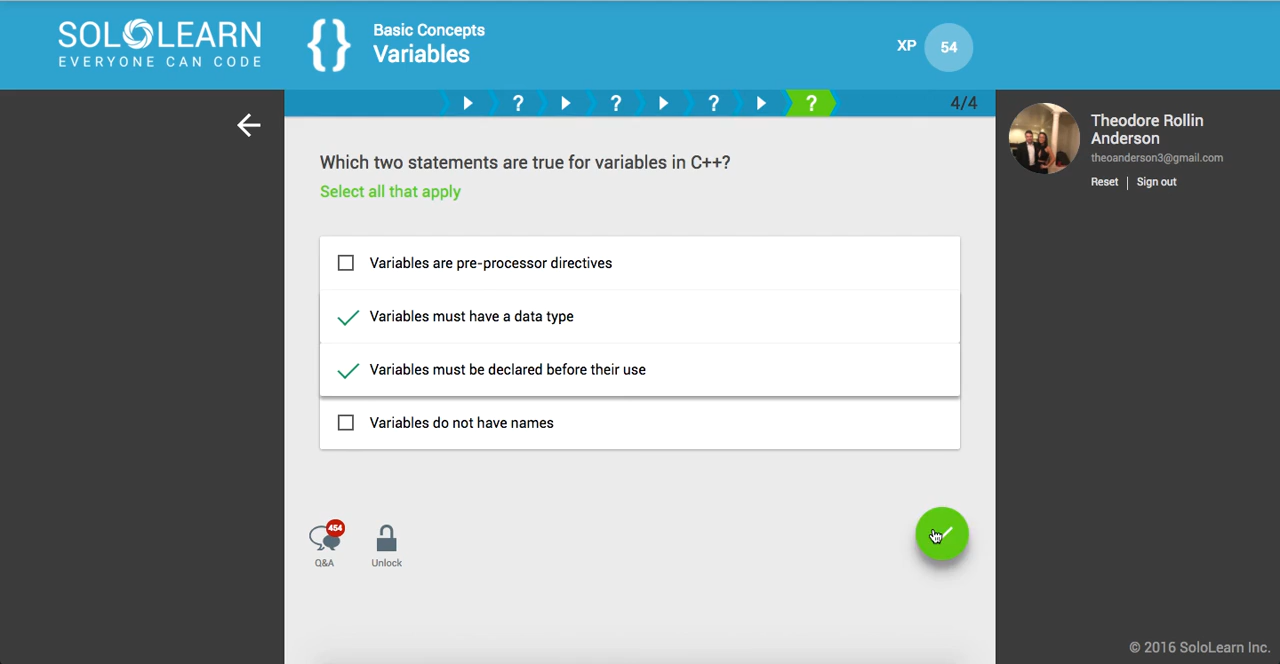 SOLOLEARN
EVERYONE CAN CODE
{ }
Basic Concepts
Variables
XP 54
? ? ? ?
4/4
Theodore Rollin
Anderson
theoanderson3@gmail.com
Reset | Sign out
Which two statements are true for variables in C++?
Select all that apply
Variables are pre-processor directives
Variables must have a data type
Variables must be declared before their use
Variables do not have names
454
Q&A
Unlock
© 2016 SoloLearn Inc.